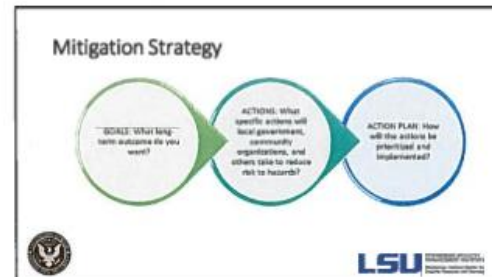 Mitigation Strategy
GOALS: What long-
term outcome do you
want?
ACTIONS: What
specific actions will
local government,
community
organizations, and
others take to reduce
risk to hazards?
ACTION PLAN: How
will the actions be
prioritized and
implemented?
LSU